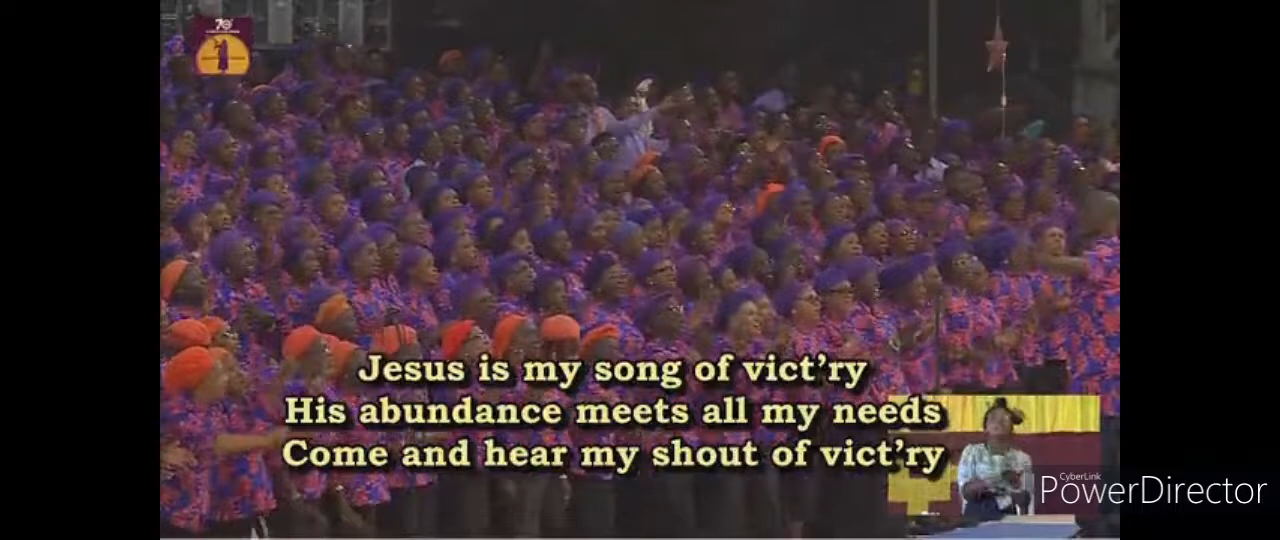 70
Jesus is my song of vict'ry
His abundance meets all my needs
Come and hear my shout of vict'ry
CyberLink
PowerDirector